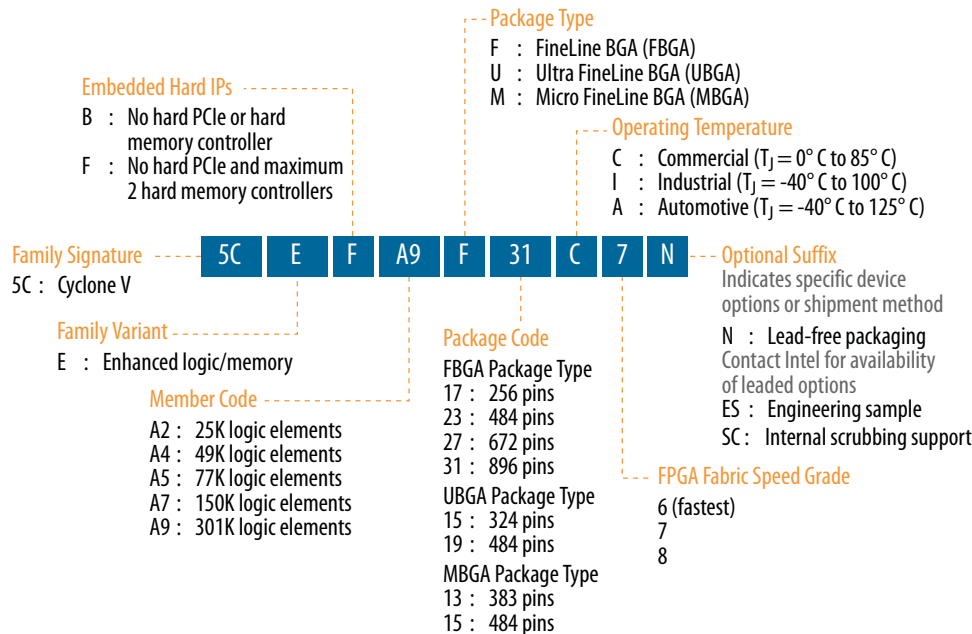 Package Type
F : FineLine BGA (FBGA)
U : Ultra FineLine BGA (UBGA)
M : Micro FineLine BGA (MBGA)
Embedded Hard IPs
B : No hard PCIe or hard
memory controller
F : No hard PCIe and maximum
2 hard memory controllers
Operating Temperature
C : Commercial (TJ = 0° C to 85° C)
I : Industrial (TJ = -40° C to 100° C)
A : Automotive (TJ = -40° C to 125° C)
Family Signature
5C : Cyclone V
5C E F A9 F 31 C 7 N
Optional Suffix
Indicates specific device
options or shipment method
N : Lead-free packaging
Contact Intel for availability
of leaded options
ES : Engineering sample
SC : Internal scrubbing support
Family Variant
E : Enhanced logic/memory
Member Code
A2 : 25K logic elements
A4 : 49K logic elements
A5 : 77K logic elements
A7 : 150K logic elements
A9 : 301K logic elements
Package Code
FBGA Package Type
17 : 256 pins
23 : 484 pins
27 : 672 pins
31 : 896 pins
UBGA Package Type
15 : 324 pins
19 : 484 pins
MBGA Package Type
13 : 383 pins
15 : 484 pins
FPGA Fabric Speed Grade
6 (fastest)
7
8